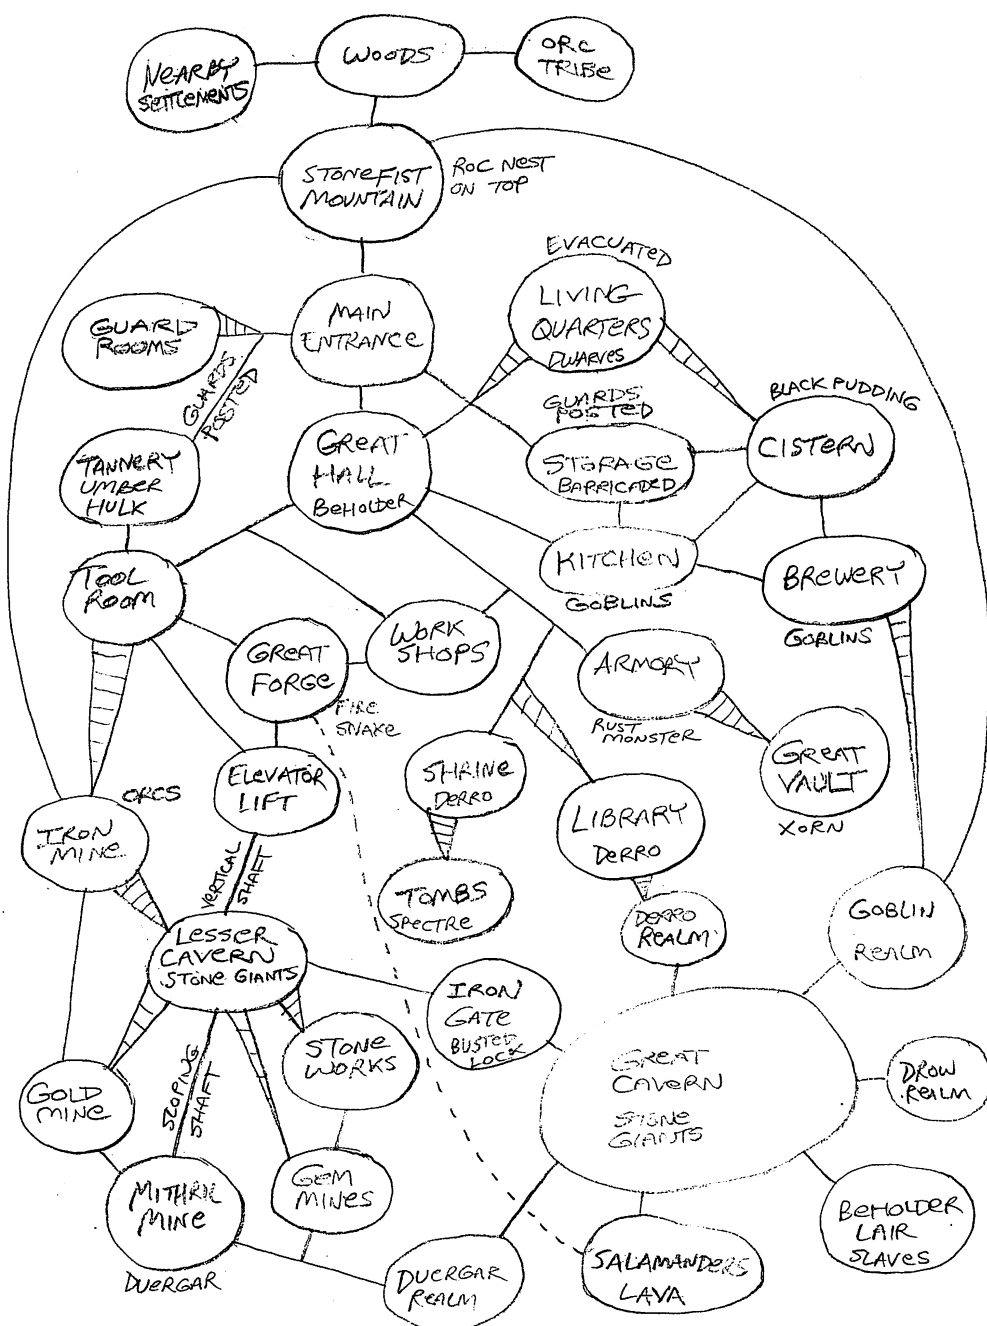 NEARBY
SETTLEMENTS
WOODS
ORC
TRIBE
STONEFIST
MOUNTAIN
ROC NEST
ON TOP
EVACUATED
LIVING
QUARTERS
DWARVES
GUARD
ROOMS
MAIN
ENTRANCE
GUARDS
POSTED
GUARDS
POSTED
BLACK PUDDING
CISTERN
TANNERY
UMBER
HULK
GREAT
HALL
BEHOLDER
STORAGE
BARRICADED
KITCHEN
GOBLINS
BREWERY
GOBLINS
TOOL
ROOM
GREAT
FORGE
FIRE
SNAKE
WORK
SHOPS
ARMORY
RUST
MONSTER
GREAT
VAULT
XORN
ELEVATOR
LIFT
SHRINE
DERRO
LIBRARY
DERRO
ORCS
IRON
MINE
VERTICAL
SHAFT
TOMBS
SPECTRE
DERRO
REALM
GOBLIN
REALM
LESSER
CAVERN
STONE GIANTS
IRON
GATE
BUSTED
LOCK
STONE
WORKS
GREAT
CAVERN
STONE
GIANTS
DROW
REALM
GOLD
MINE
SLOPING
SHAFT
MITHRIL
MINE
DUERGAR
GEM
MINES
DUERGAR
REALM
SALAMANDERS
LAVA
BEHOLDER
LAIR
SLAVES